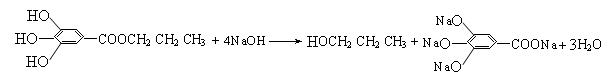 HO
HO
HO
COOCH2 CH2 CH3 + 4NaOH
HOCH2 CH2 CH3 +
NaO
NaO
NaO
COONa + 3H2O